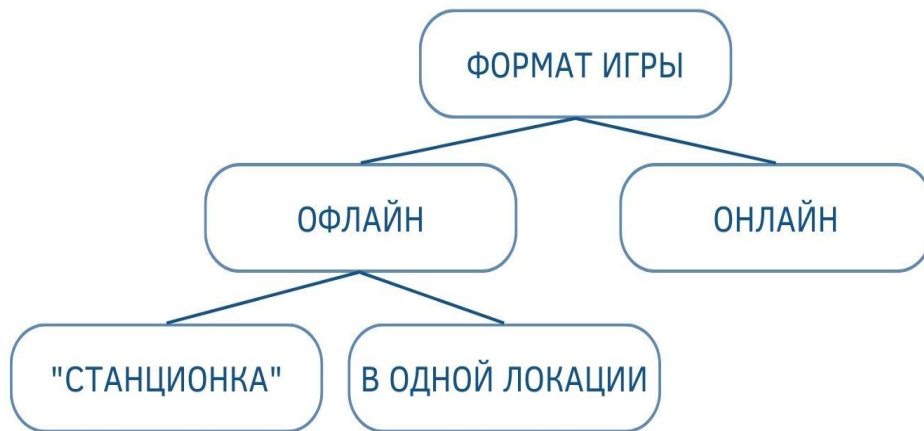 ФОРМАТ ИГРЫ
ОФЛАЙН
ОНЛАЙН
"СТАНЦИОНКА"
В ОДНОЙ ЛОКАЦИИ